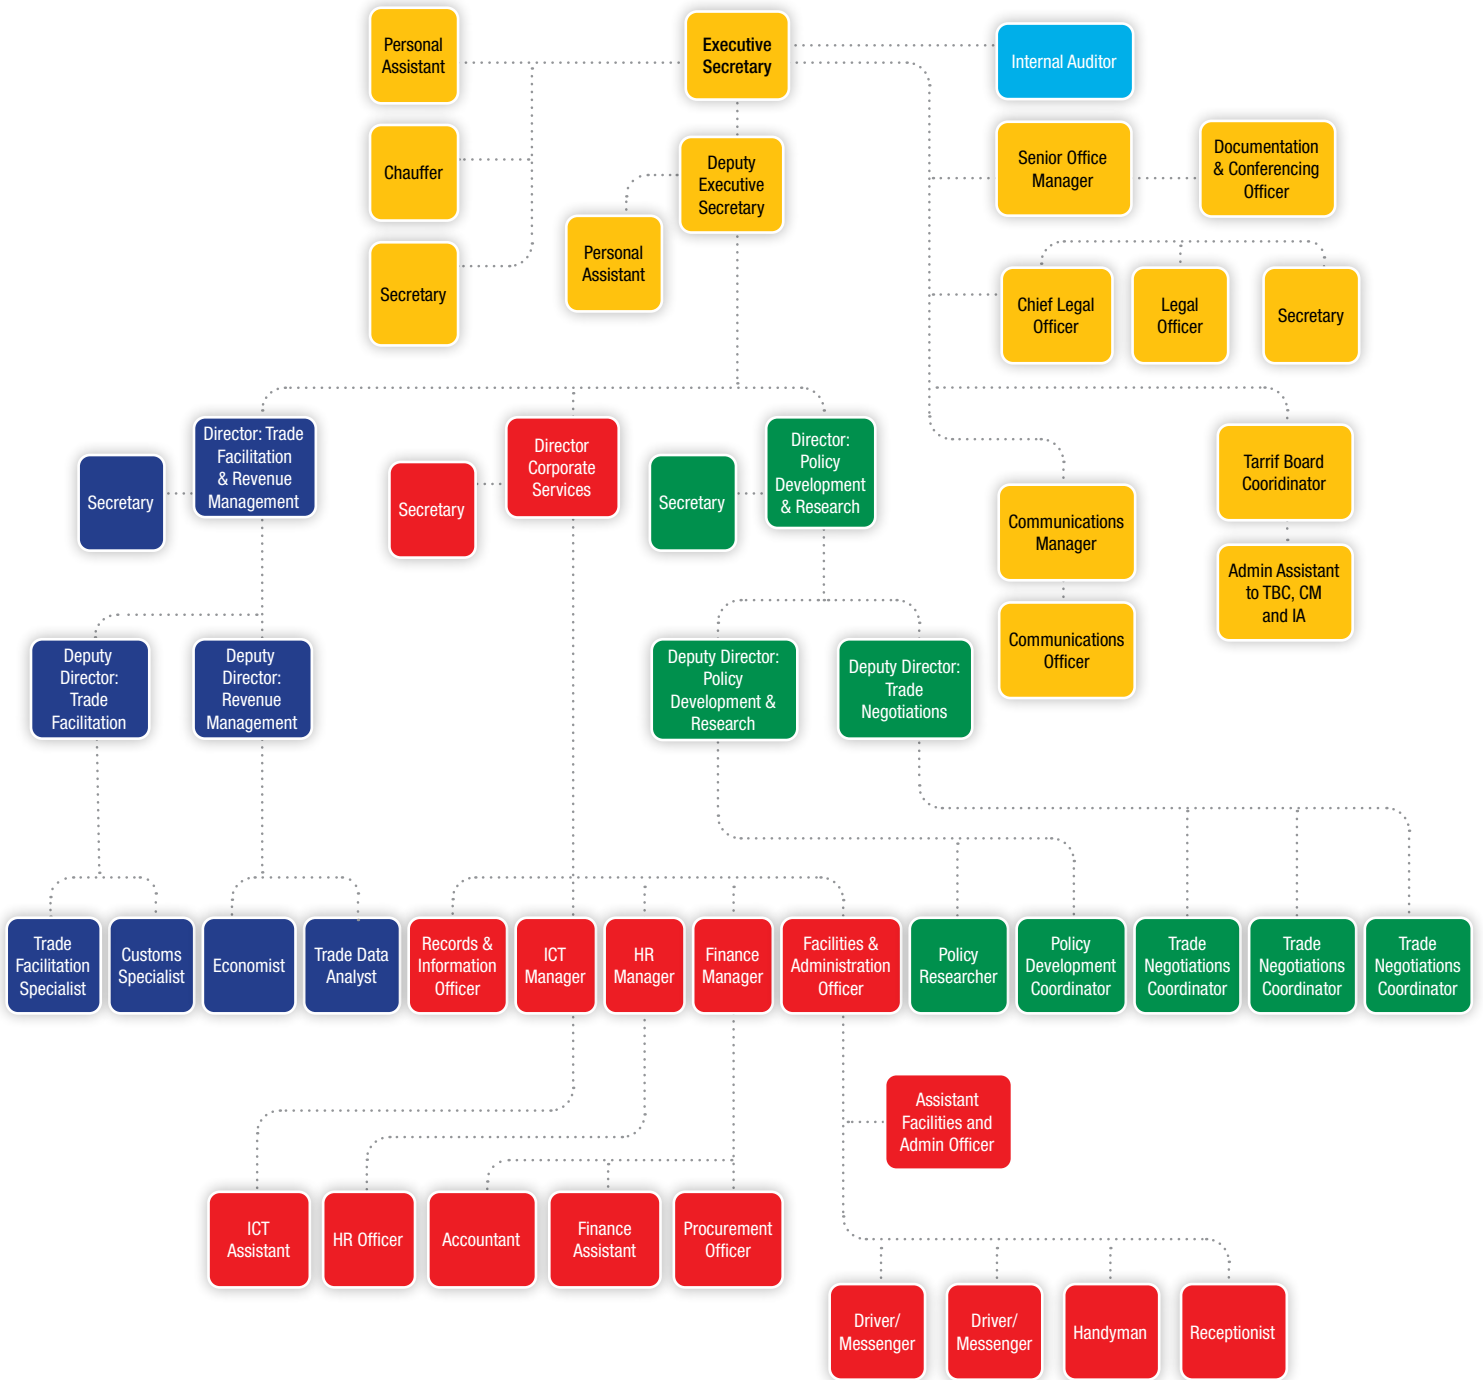 Personal
Assistant
Executive
Secretary
Internal Auditor
Chauffer
Deputy
Executive
Secretary
Senior Office
Manager
Documentation
& Conferencing
Officer
Secretary
Personal
Assistant
Chief Legal
Officer
Legal
Officer
Secretary
Secretary
Director: Trade
Facilitation
& Revenue
Management
Secretary
Director
Corporate
Services
Secretary
Director:
Policy
Development
& Research
Communications
Manager
Tarrif Board
Cooridinator
Communications
Officer
Admin Assistant
to TBC, CM
and IA
Deputy
Director:
Trade
Facilitation
Deputy
Director:
Revenue
Management
Deputy Director:
Policy
Development &
Research
Deputy Director:
Trade
Negotiations
Trade
Facilitation
Specialist
Customs
Specialist
Economist
Trade Data
Analyst
Records &
Information
Officer
ICT
Manager
HR
Manager
Finance
Manager
Facilities &
Administration
Officer
Policy
Researcher
Policy
Development
Coordinator
Trade
Negotiations
Coordinator
Trade
Negotiations
Coordinator
Trade
Negotiations
Coordinator
Assistant
Facilities and
Admin Officer
ICT
Assistant
HR Officer
Accountant
Finance
Assistant
Procurement
Officer
Driver/
Messenger
Driver/
Messenger
Handyman
Receptionist